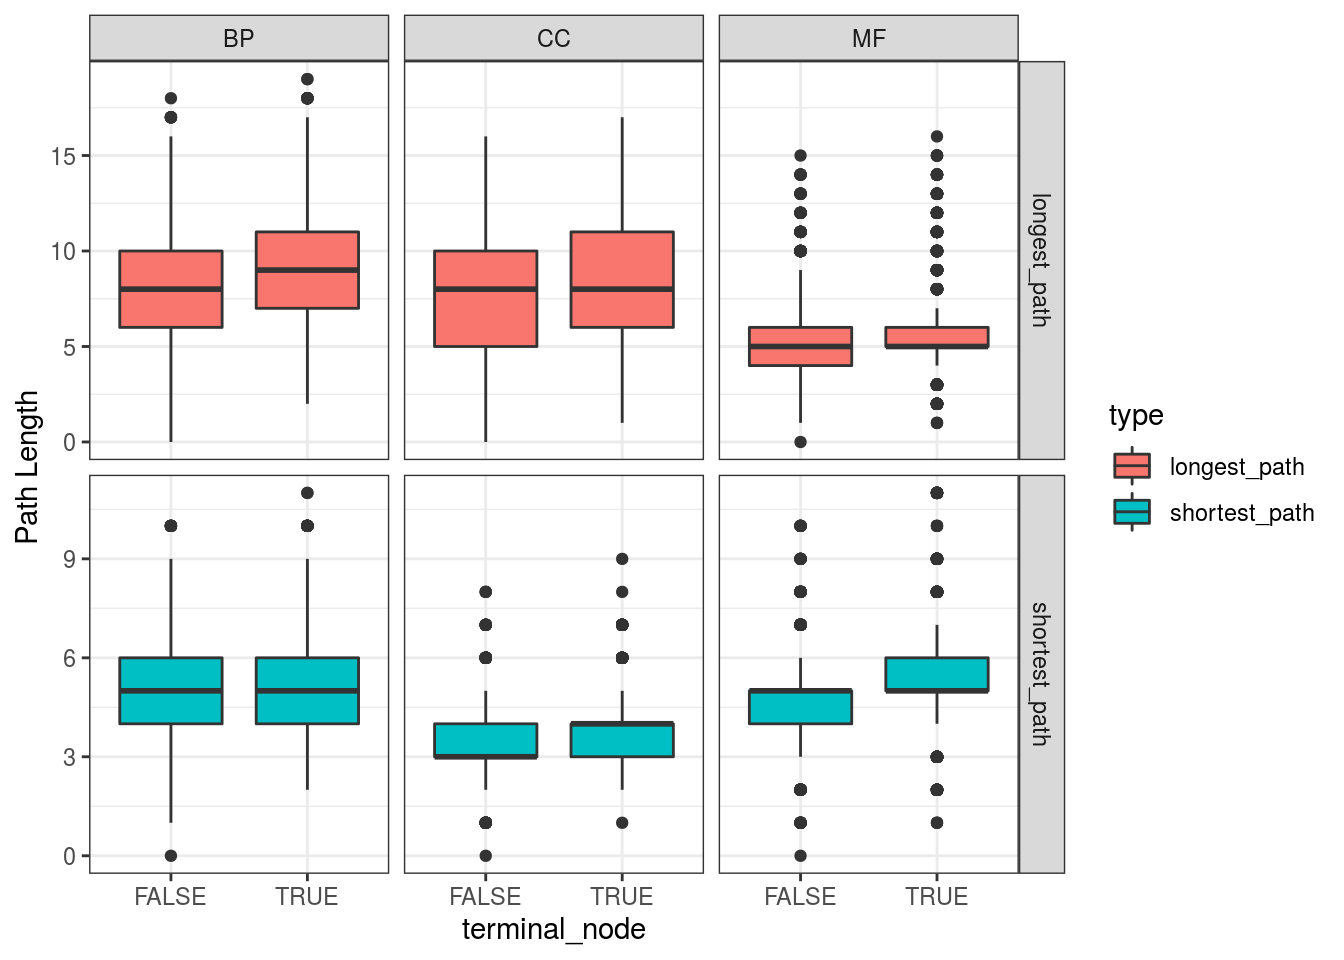 BP
CC
MF
15
10
5
0
longest_path
Path Length
9
6
3
0
shortest_path
FALSE
TRUE
FALSE
TRUE
FALSE
TRUE
terminal_node
type
longest_path
shortest_path